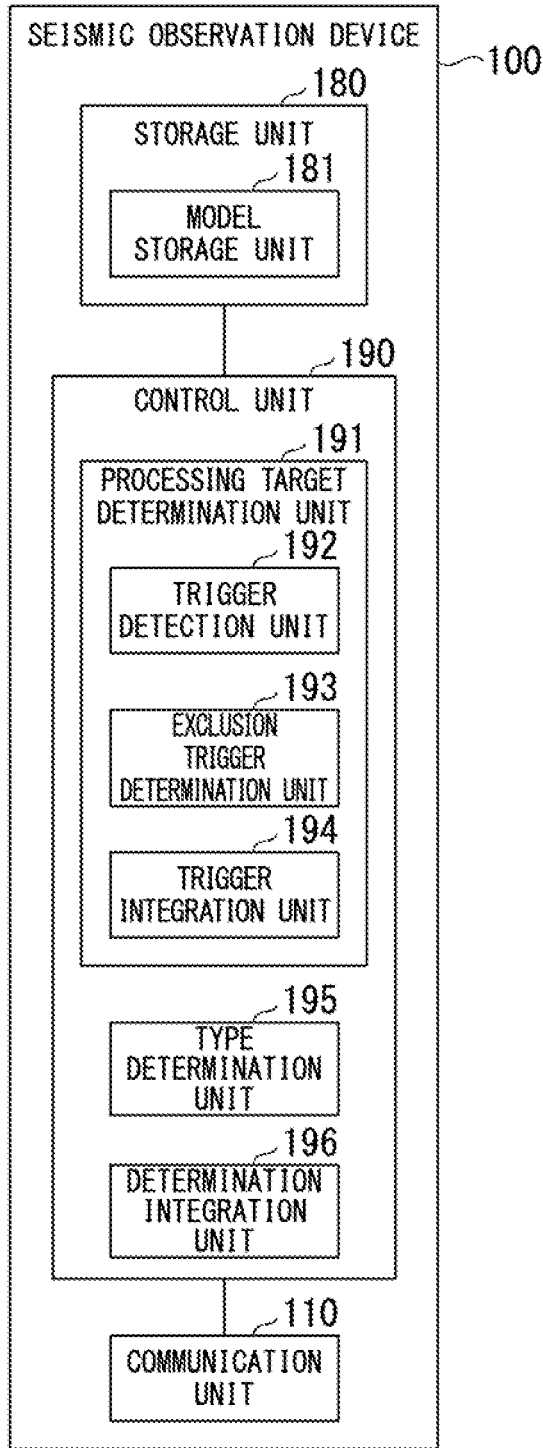 SEISMIC OBSERVATION DEVICE
100
180
STORAGE UNIT
181
MODEL
STORAGE UNIT
190
CONTROL UNIT
191
PROCESSING TARGET
DETERMINATION UNIT
192
TRIGGER
DETECTION UNIT
193
EXCLUSION
TRIGGER
DETERMINATION UNIT
194
TRIGGER
INTEGRATION UNIT
195
TYPE
DETERMINATION
UNIT
196
DETERMINATION
INTEGRATION
UNIT
110
COMMUNICATION
UNIT